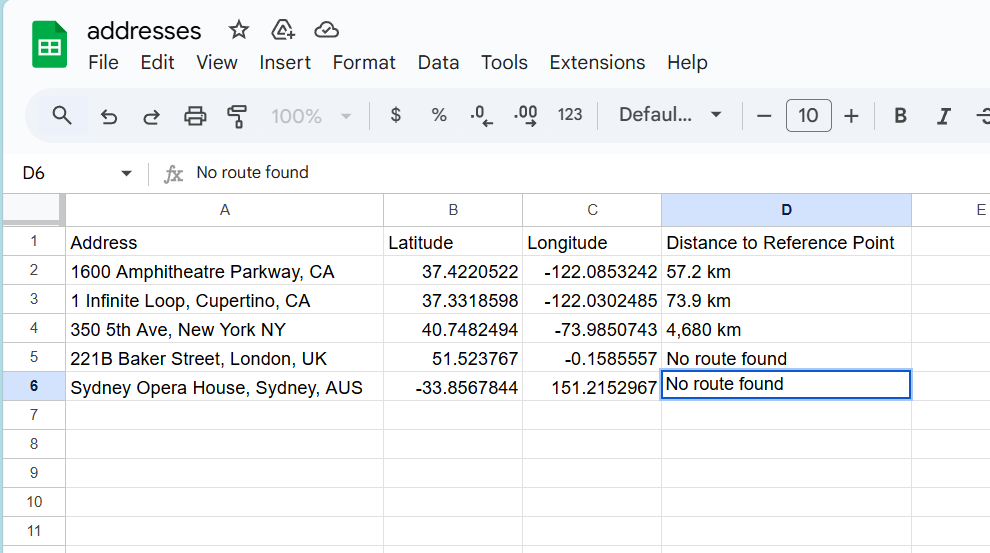 addresses
File Edit View Insert Format Data Tools Extensions Help
100% $ % .0 .00 123 Defaul... 10 B I
D6 fx No route found
A B C D E
1 Address Latitude Longitude Distance to Reference Point
2 1600 Amphitheatre Parkway, CA 37.4220522 -122.0853242 57.2 km
3 1 Infinite Loop, Cupertino, CA 37.3318598 -122.0302485 73.9 km
4 350 5th Ave, New York NY 40.7482494 -73.9850743 4,680 km
5 221B Baker Street, London, UK 51.523767 -0.1585557 No route found
6 Sydney Opera House, Sydney, AUS -33.8567844 151.2152967 No route found
7
8
9
10
11